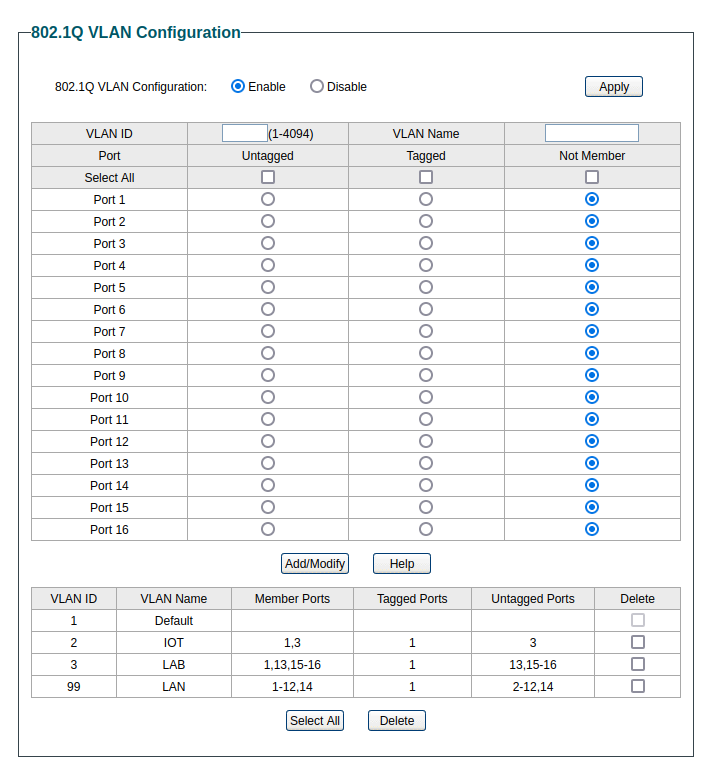 802.1Q VLAN Configuration
802.1Q VLAN Configuration: Enable Disable Apply
VLAN ID (1-4094) VLAN Name
Port Untagged Tagged Not Member
Select All
Port 1
Port 2
Port 3
Port 4
Port 5
Port 6
Port 7
Port 8
Port 9
Port 10
Port 11
Port 12
Port 13
Port 14
Port 15
Port 16
Add/Modify Help
VLAN ID VLAN Name Member Ports Tagged Ports Untagged Ports Delete
1 Default
2 IOT 1,3 1 3
3 LAB 1,13,15-16 1 13,15-16
99 LAN 1-12,14 1 2-12,14
Select All Delete